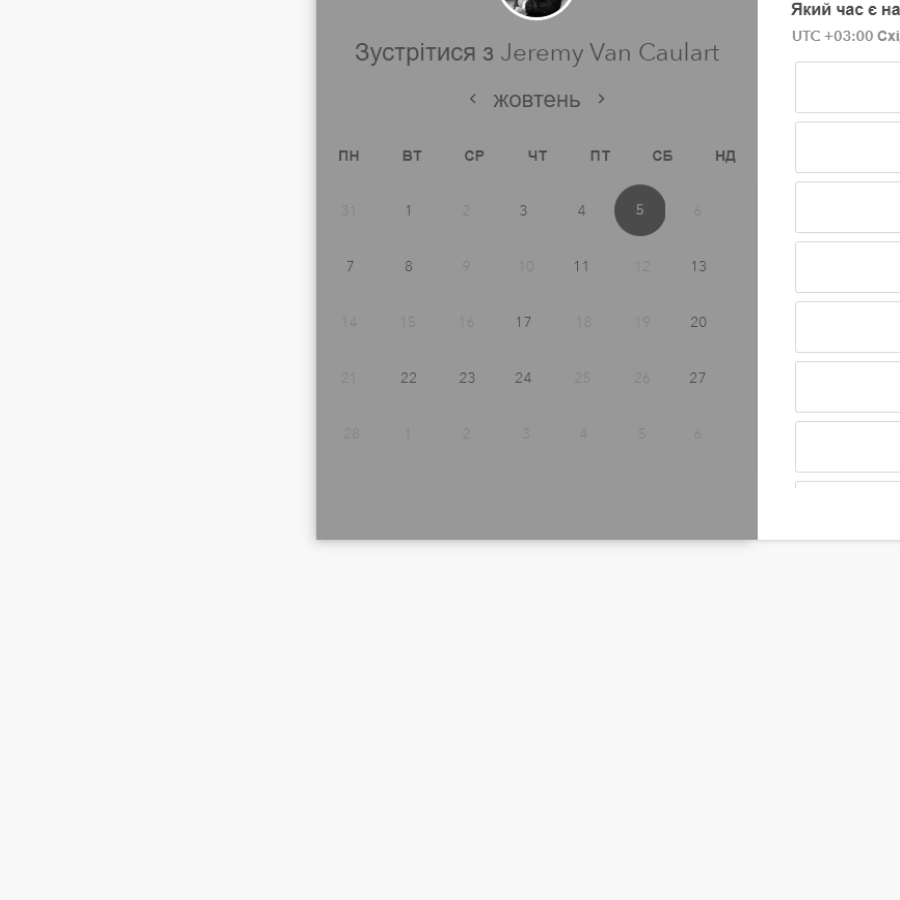 Зустрітися з Jeremy Van Caulart
жовтень
ПН ВТ СР ЧТ ПТ СБ НД
31 1 2 3 4 5 6
7 8 9 10 11 12 13
14 15 16 17 18 19 20
21 22 23 24 25 26 27
28 1 2 3 4 5 6
Який час є
UTC +03:00